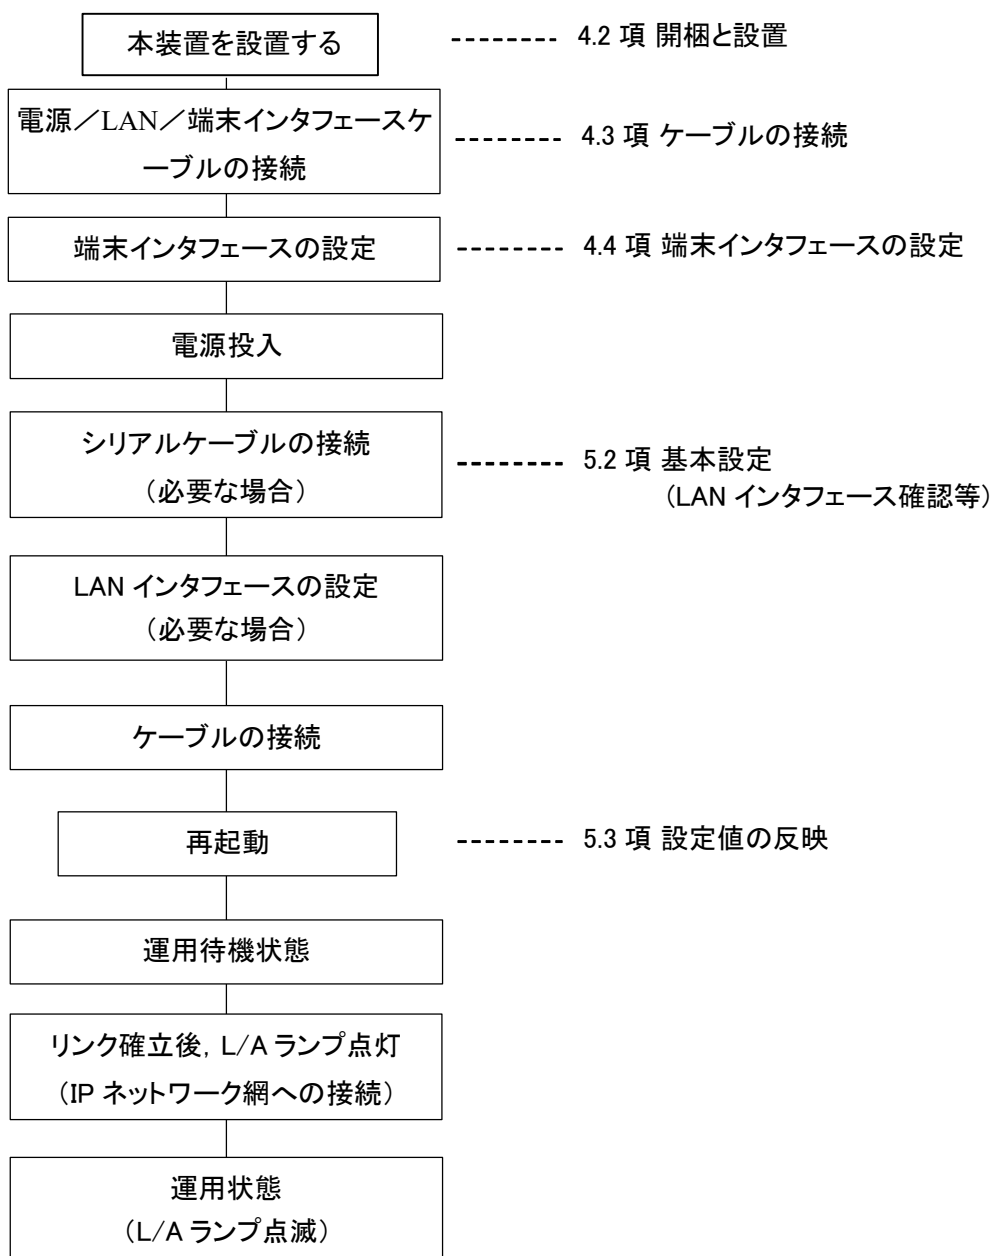 本装置を設置する
-------- 4.2 項 開梱と設置
電源／LAN／端末インタフェースケ
ーブルの接続
-------- 4.3 項 ケーブルの接続
端末インタフェースの設定
-------- 4.4 項 端末インタフェースの設定
電源投入
シリアルケーブルの接続
（必要な場合）
-------- 5.2 項 基本設定
（LAN インタフェース確認等）
LAN インタフェースの設定
（必要な場合）
ケーブルの接続
再起動
-------- 5.3 項 設定値の反映
運用待機状態
リンク確立後，L/A ランプ点灯
（IP ネットワーク網への接続）
運用状態
（L/A ランプ点滅）